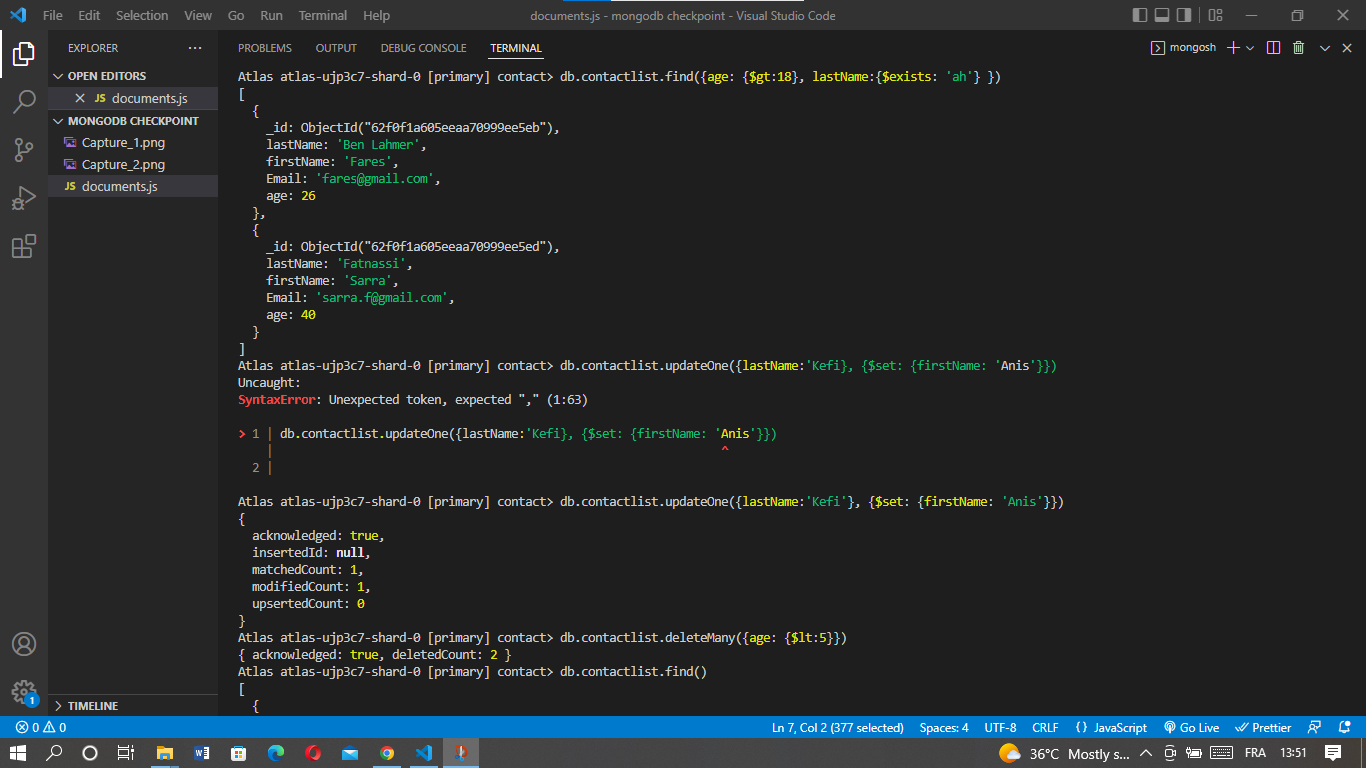 File Edit Selection View Go Run Terminal Help documents.js - mongodb checkpoint - Visual Studio Code
EXPLORER ···
OPEN EDITORS
JS documents.js
MONGODB CHECKPOINT
Capture_1.png
Capture_2.png
JS documents.js
TIMELINE
1
PROBLEMS OUTPUT DEBUG CONSOLE TERMINAL mongosh
Atlas atlas-ujp3c7-shard-0 [primary] contact> db.contactlist.find({age: {$gt:18}, lastName:{$exists: 'ah'} })
[
{
_id: ObjectId("62f0f1a605eeaa70999ee5eb"),
lastName: 'Ben Lahmer',
firstName: 'Fares',
Email: 'fares@gmail.com',
age: 26
},
{
_id: ObjectId("62f0f1a605eeaa70999ee5ed"),
lastName: 'Fatnassi',
firstName: 'Sarra',
Email: 'sarra.f@gmail.com',
age: 40
}
]
Atlas atlas-ujp3c7-shard-0 [primary] contact> db.contactlist.updateOne({lastName:'Kefi}, {$set: {firstName: 'Anis'}})
Uncaught:
SyntaxError: Unexpected token, expected "," (1:63)
> 1 | db.contactlist.updateOne({lastName:'Kefi}, {$set: {firstName: 'Anis'}})
| ^
2 |
Atlas atlas-ujp3c7-shard-0 [primary] contact> db.contactlist.updateOne({lastName:'Kefi'}, {$set: {firstName: 'Anis'}})
{
acknowledged: true,
insertedId: null,
matchedCount: 1,
modifiedCount: 1,
upsertedCount: 0
}
Atlas atlas-ujp3c7-shard-0 [primary] contact> db.contactlist.deleteMany({age: {$lt:5}})
{ acknowledged: true, deletedCount: 2 }
Atlas atlas-ujp3c7-shard-0 [primary] contact> db.contactlist.find()
[
{
0 0 Ln 7, Col 2 (377 selected) Spaces: 4 UTF-8 CRLF {} JavaScript Go Live Prettier
36°C Mostly s... FRA 13:51